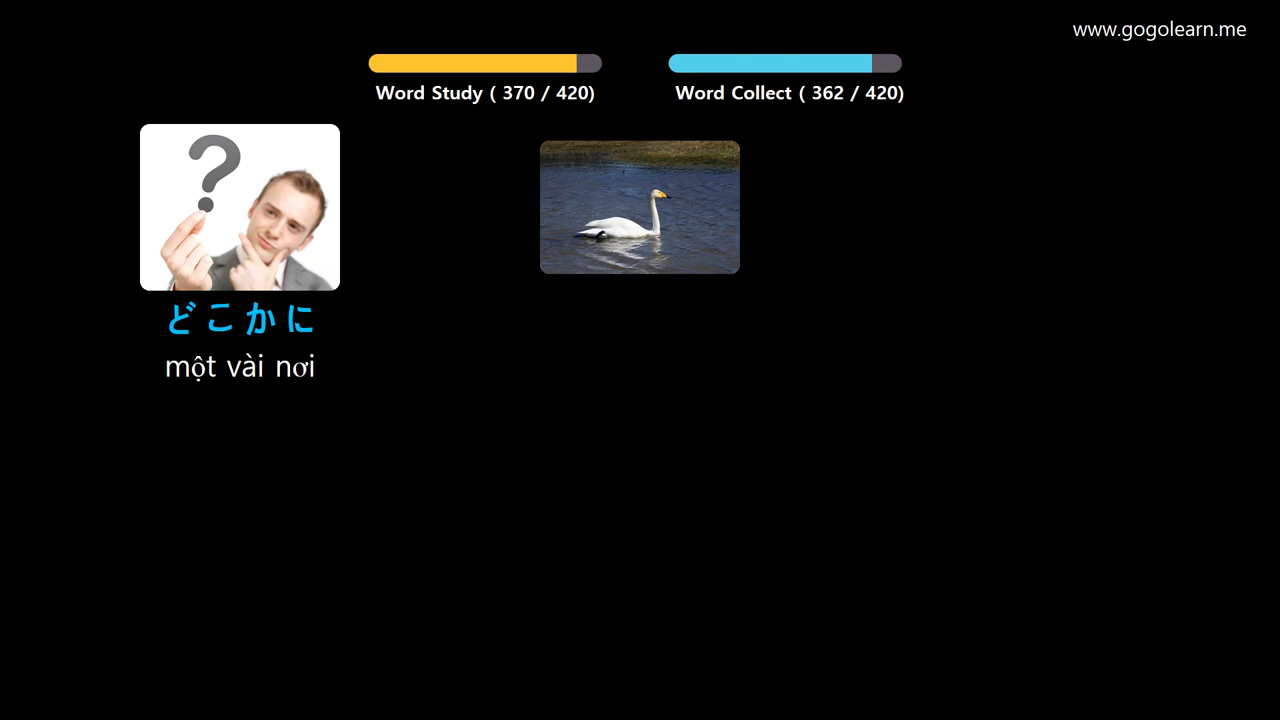 www.gogolearn.me
Word Study ( 370 / 420)
Word Collect ( 362 / 420)
どこかに
một vài nơi